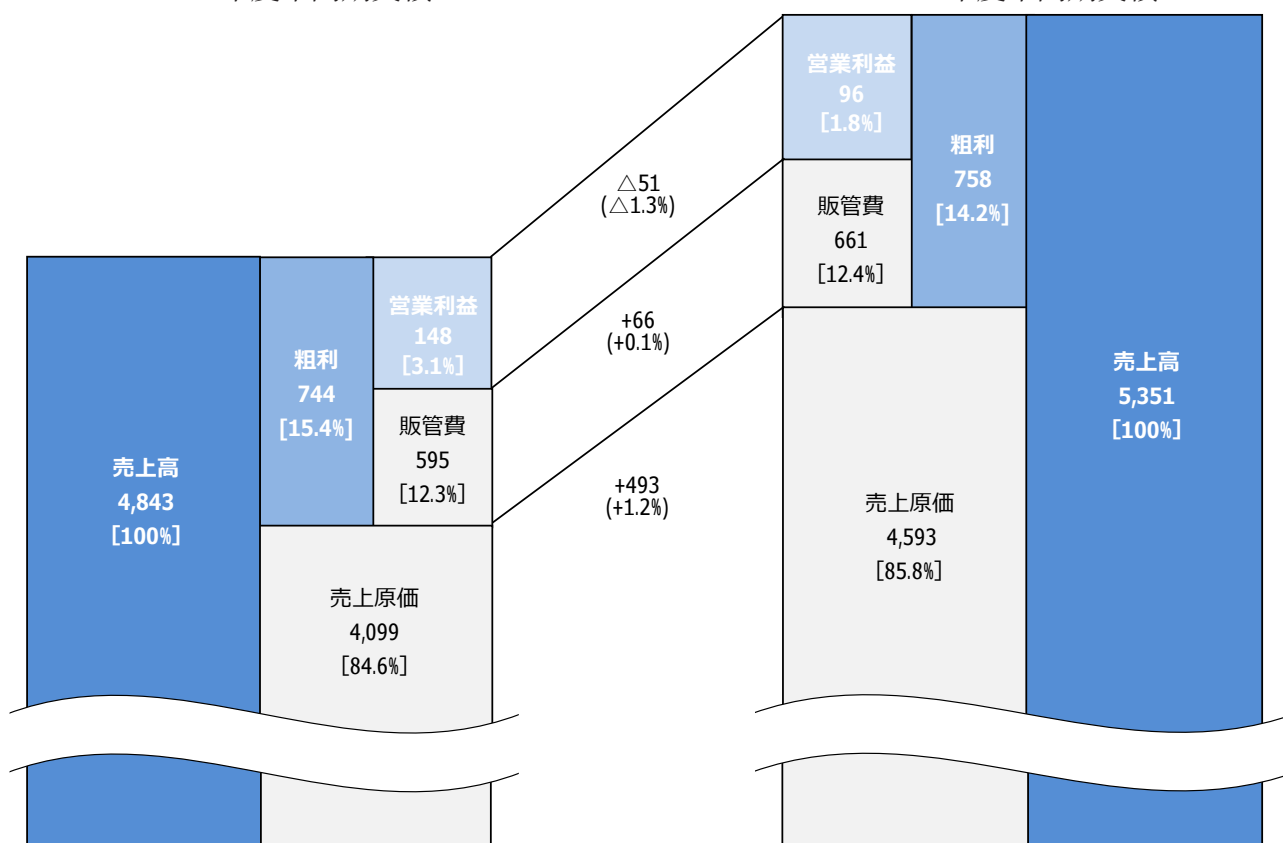 売上高
4,843
[100%]
粗利
744
[15.4%]
営業利益
148
[3.1%]
販管費
595
[12.3%]
売上原価
4,099
[84.6%]
△51
(△1.3%)
+66
(+0.1%)
+493
(+1.2%)
営業利益
96
[1.8%]
販管費
661
[12.4%]
粗利
758
[14.2%]
売上原価
4,593
[85.8%]
売上高
5,351
[100%]